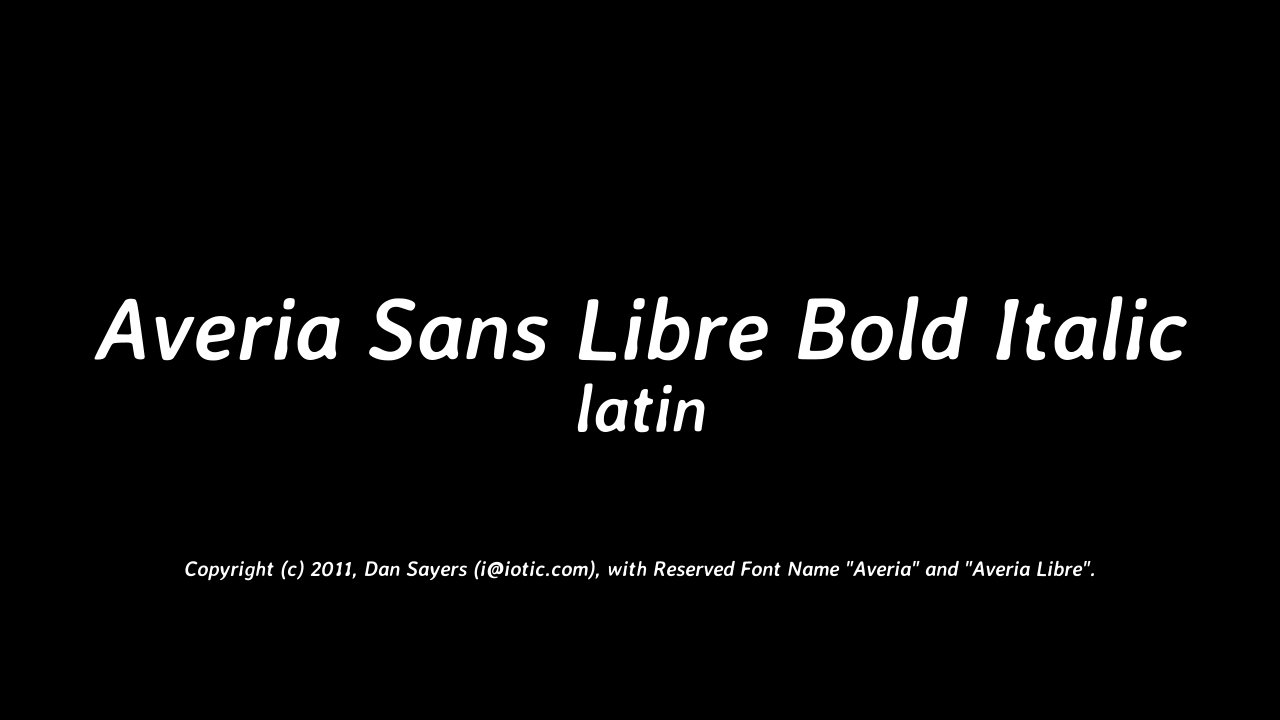 Averia Sans Libre Bold Italic
latin
Copyright (c) 2011, Dan Sayers (i@iotic.com), with Reserved Font Name "Averia" and "Averia Libre".